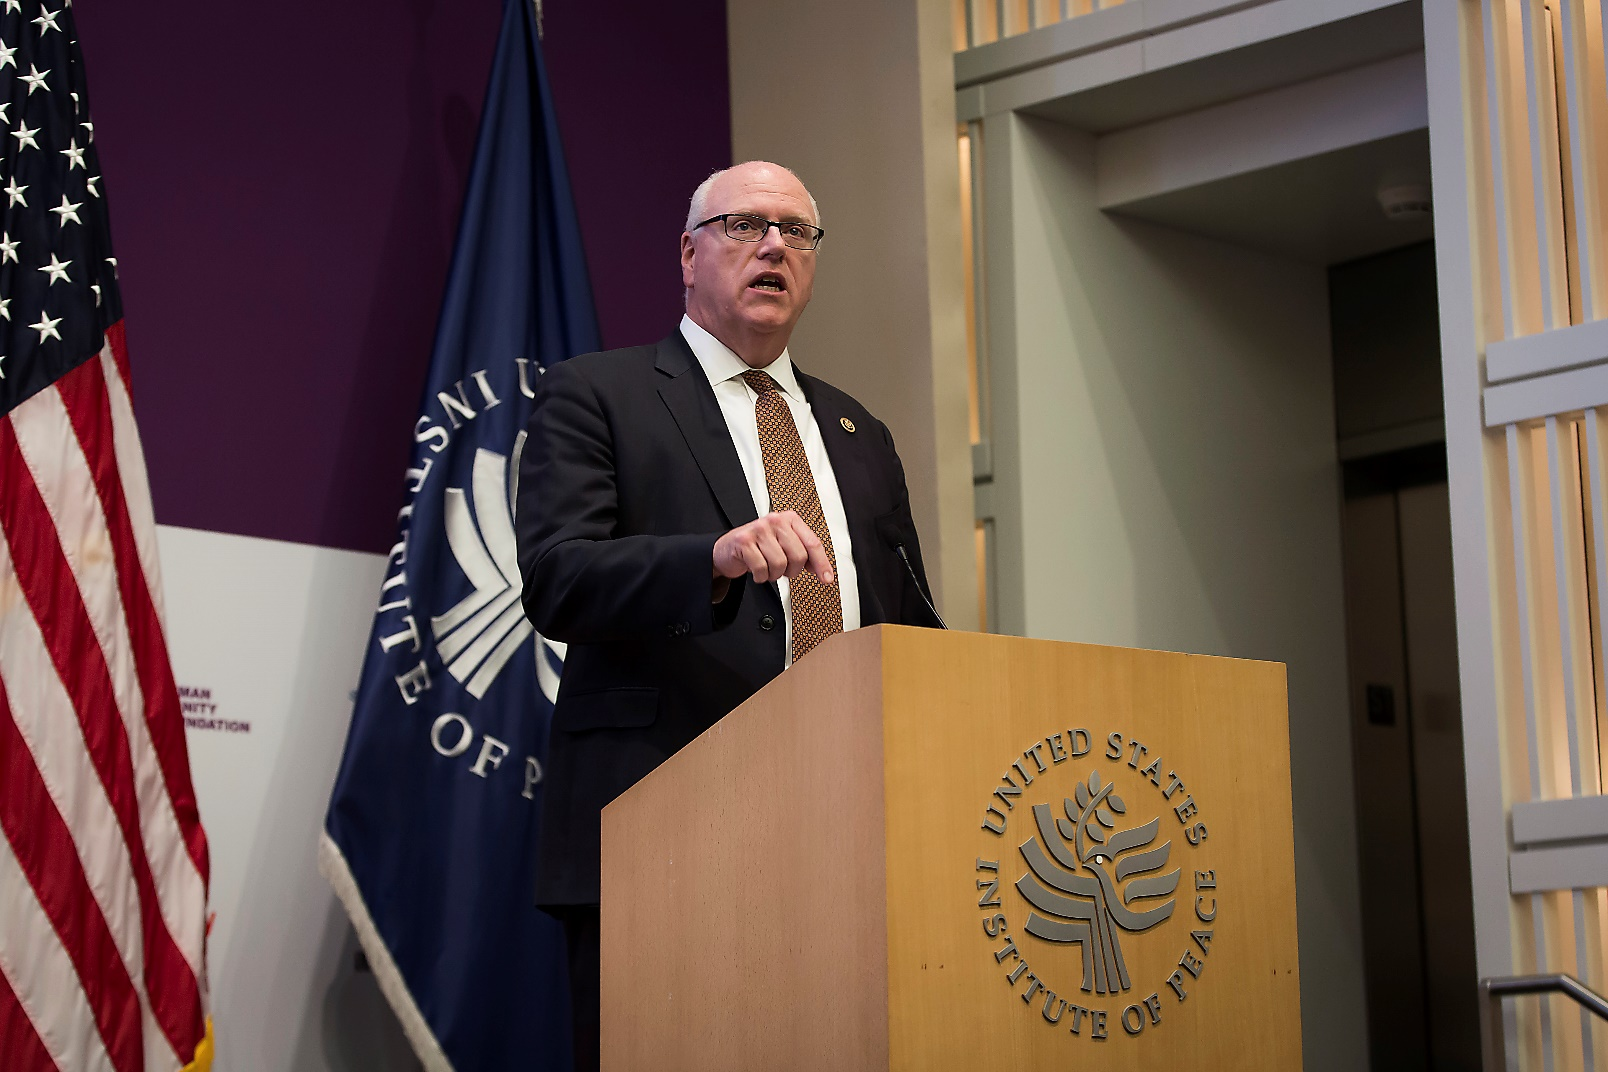 INSTITUTE OF P
MAN
NITY
NDATION
UNITED STATES
INSTITUTE OF PEACE